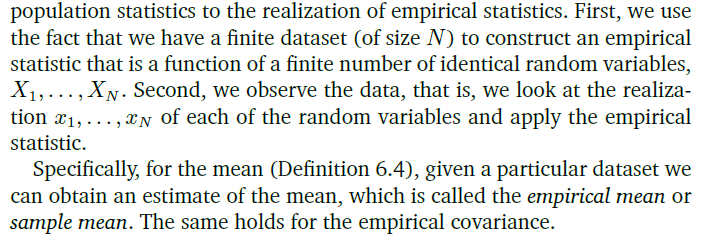 population statistics to the realization of empirical statistics. First, we use
the fact that we have a finite dataset (of size N) to construct an empirical
statistic that is a function of a finite number of identical random variables,
X₁, . . . , X_N. Second, we observe the data, that is, we look at the realiza-
tion x₁, . . . , x_N of each of the random variables and apply the empirical
statistic.
Specifically, for the mean (Definition 6.4), given a particular dataset we
can obtain an estimate of the mean, which is called the empirical mean or
sample mean. The same holds for the empirical covariance.